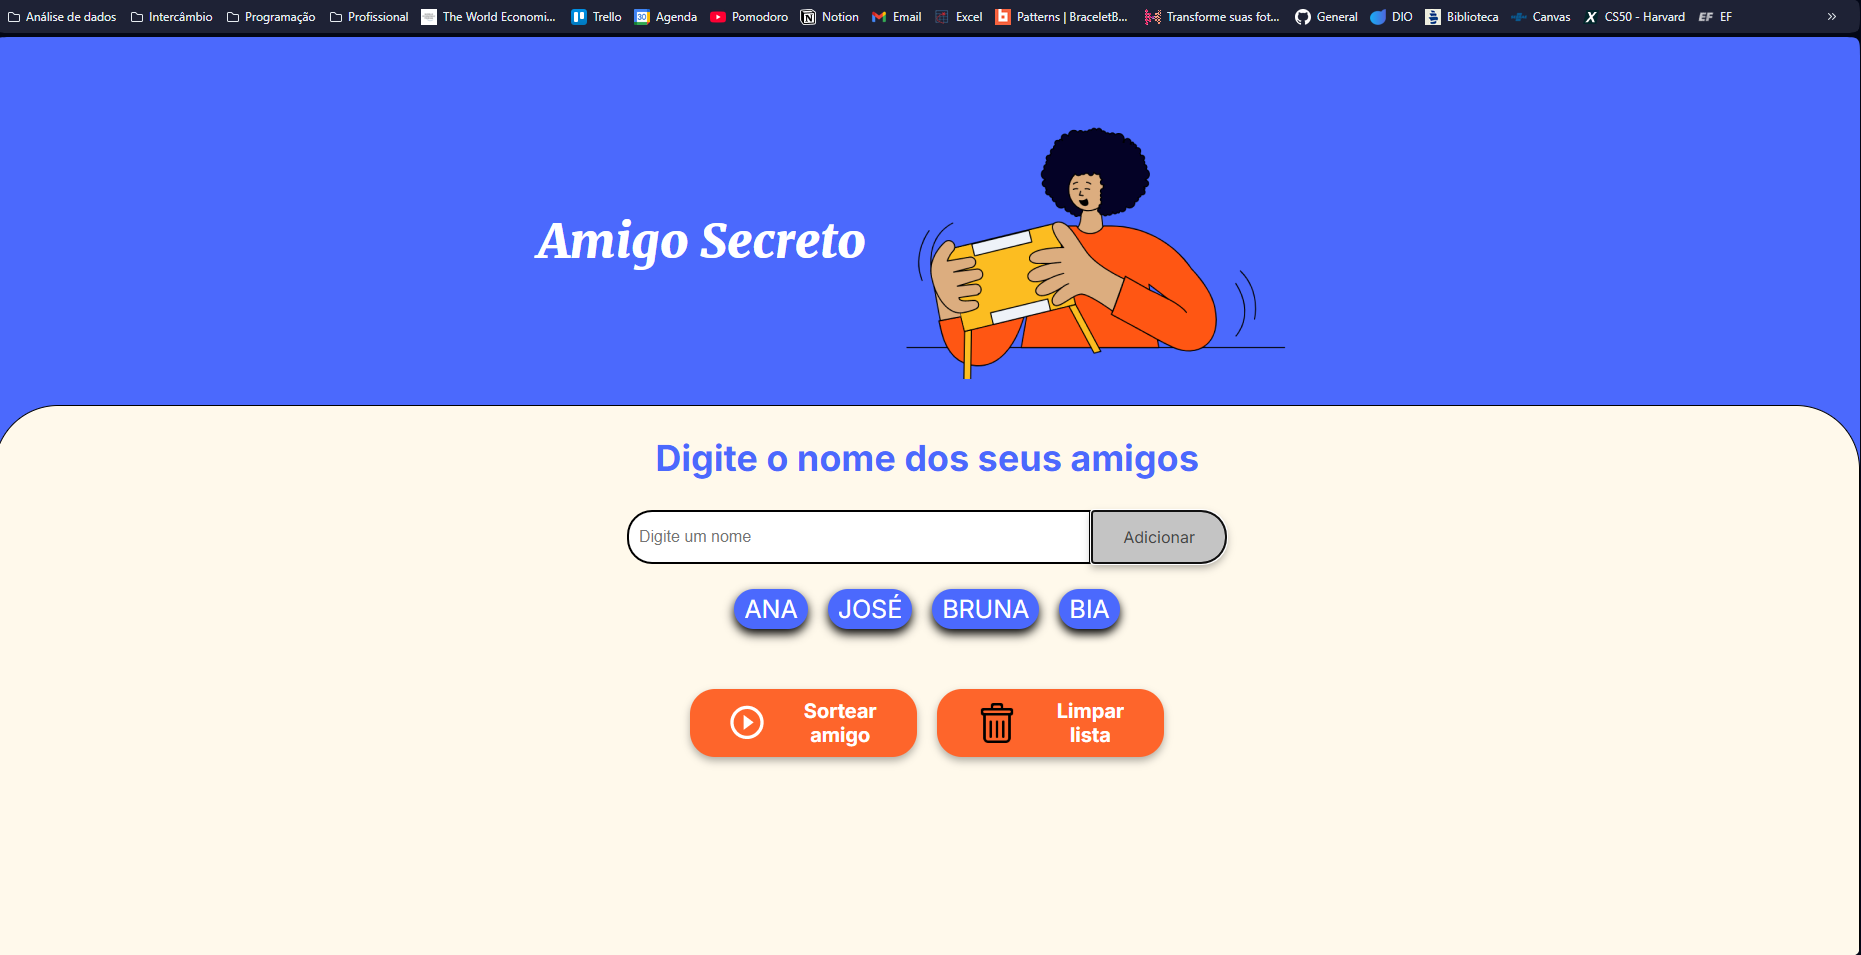 Análise de dados Intercâmbio Programação Profissional The World Economi... Trello Agenda Pomodoro Notion Email Excel Patterns | BraceletB... Transforme suas fot... General DIO Biblioteca Canvas CS50 - Harvard EF EF »
Amigo Secreto
Digite o nome dos seus amigos
Digite um nome Adicionar
ANA JOSÉ BRUNA BIA
Sortear
amigo
Limpar
lista